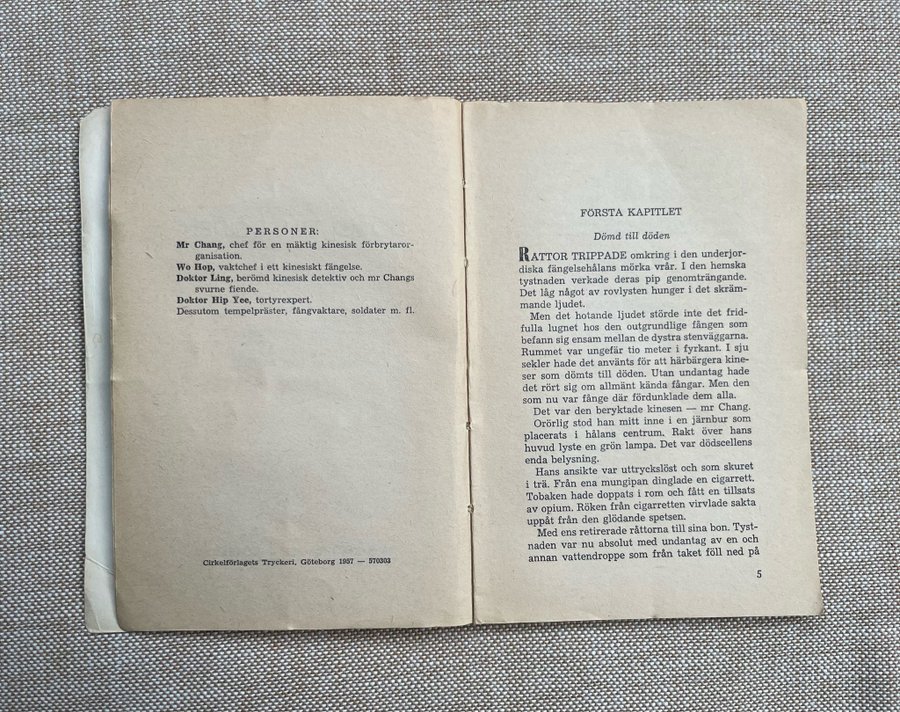 PERSONER:
Mr Chang, chef för en mäktig kinesisk förbrytaror-
ganisation.
Wo Hop, vaktchef i ett kinesiskt fängelse.
Doktor Ling, berömd kinesisk detektiv och mr Changs
svurne fiende.
Doktor Hip Yee, tortyrexpert.
Dessutom tempelpräster, fångvaktare, soldater m. fl.
Cirkelförlagets Tryckeri, Göteborg 1957 — 570303
FÖRSTA KAPITLET
Dömd till döden
RATTOR TRIPPADE omkring i den underjor-
diska fängelsehålans mörka vrår. I den hemska
tystnaden verkade deras pip genomträngande.
Det låg något av rovlysten hunger i det skräm-
mande ljudet.
Men det hotande ljudet störde inte det frid-
fulla lugnet hos den outgrundlige fången som
befann sig ensam mellan de dystra stenväggarna.
Rummet var ungefär tio meter i fyrkant. I sju
sekler hade det använts för att härbärgera kine-
ser som dömts till döden. Utan undantag hade
det rört sig om allmänt kända fångar. Men den
som nu var fånge fördunklade dem alla.
Det var den beryktade kinesen — mr Chang.
Orörlig stod han mitt inne i en järnbur som
placerats i hålans centrum. Rakt över hans
huvud lyste en grön lampa. Det var dödscellens
enda belysning.
Hans ansikte var uttryckslöst och som skuret
i trä. Från ena mungipan dinglade en cigarrett.
Tobaken hade doppats i rom och fått en tillsats
av opium. Röken från cigarretten virvlade sakta
uppåt från den glödande spetsen.
Med ens retirerade råttorna till sina bon. Tyst-
naden var nu absolut med undantag av en och
annan vattendroppe som från taket föll ned på
5